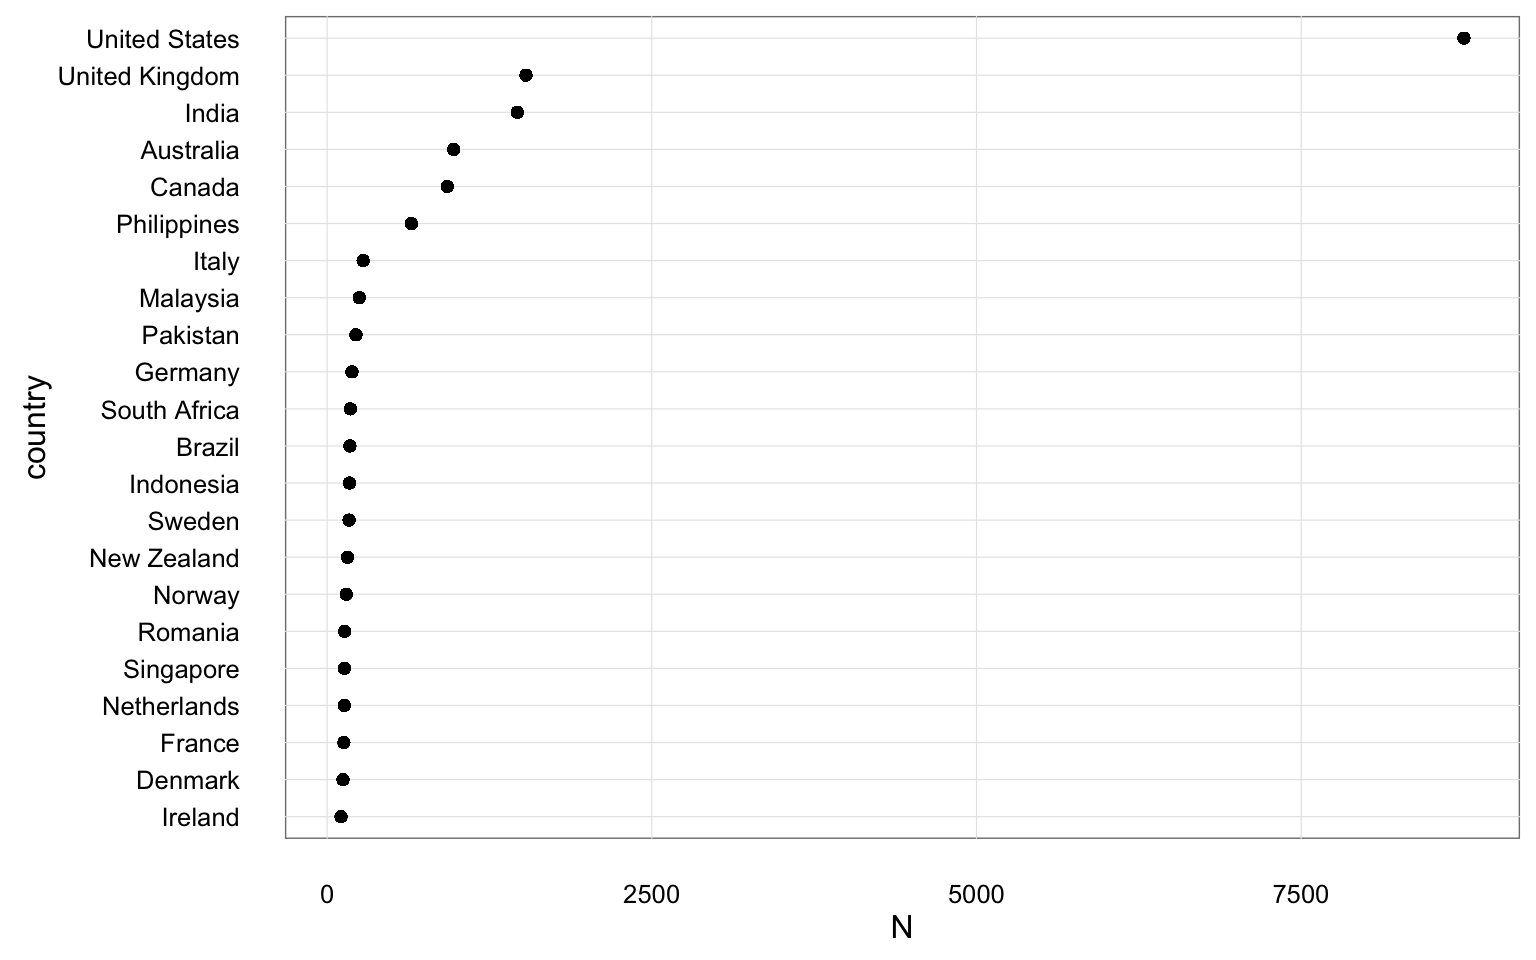 United States
United Kingdom
India
Australia
Canada
Philippines
Italy
Malaysia
Pakistan
Germany
South Africa
Brazil
Indonesia
Sweden
New Zealand
Norway
Romania
Singapore
Netherlands
France
Denmark
Ireland
country
0 2500 5000 7500
N